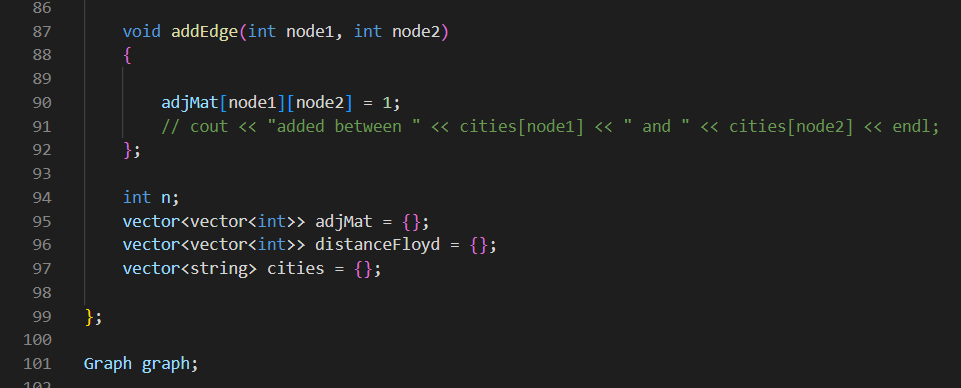 86
87 void addEdge(int node1, int node2)
88 {
89
90 adjMat[node1][node2] = 1;
91 // cout << "added between " << cities[node1] << " and " << cities[node2] << endl;
92 };
93
94 int n;
95 vector<vector<int>> adjMat = {};
96 vector<vector<int>> distanceFloyd = {};
97 vector<string> cities = {};
98
99 };
100
101 Graph graph;
102